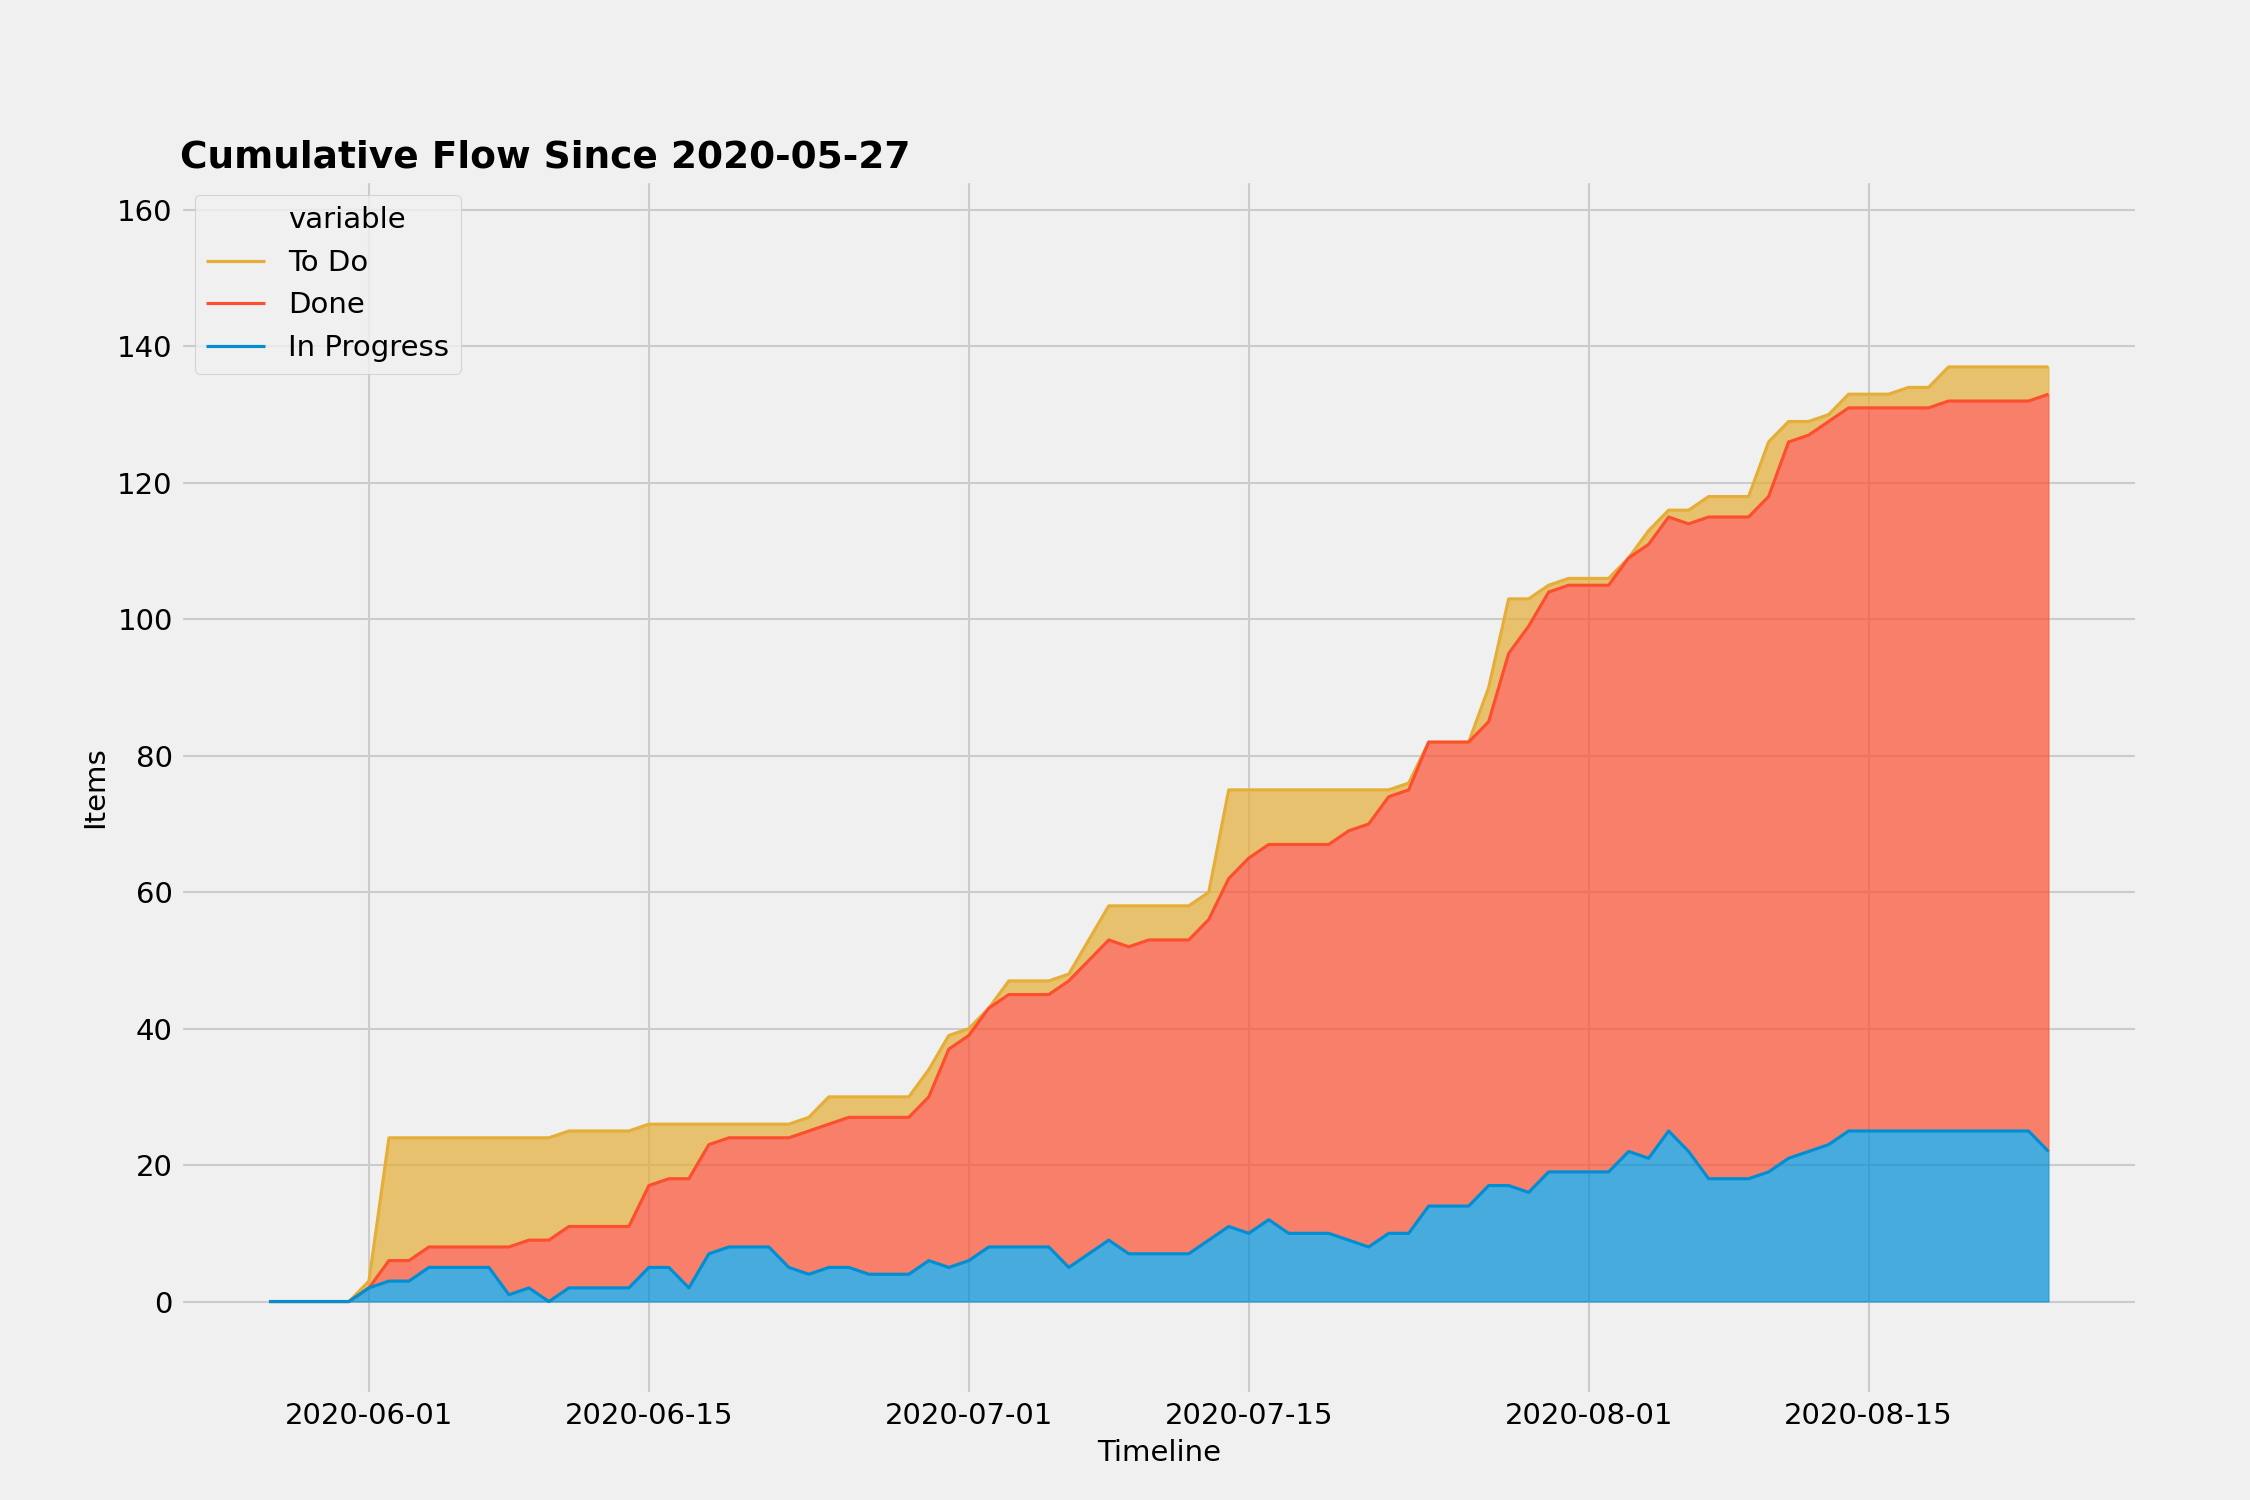 Cumulative Flow Since 2020-05-27
variable
To Do
Done
In Progress
160
140
120
100
80
60
40
20
0
Items
2020-06-01 2020-06-15 2020-07-01 2020-07-15 2020-08-01 2020-08-15
Timeline